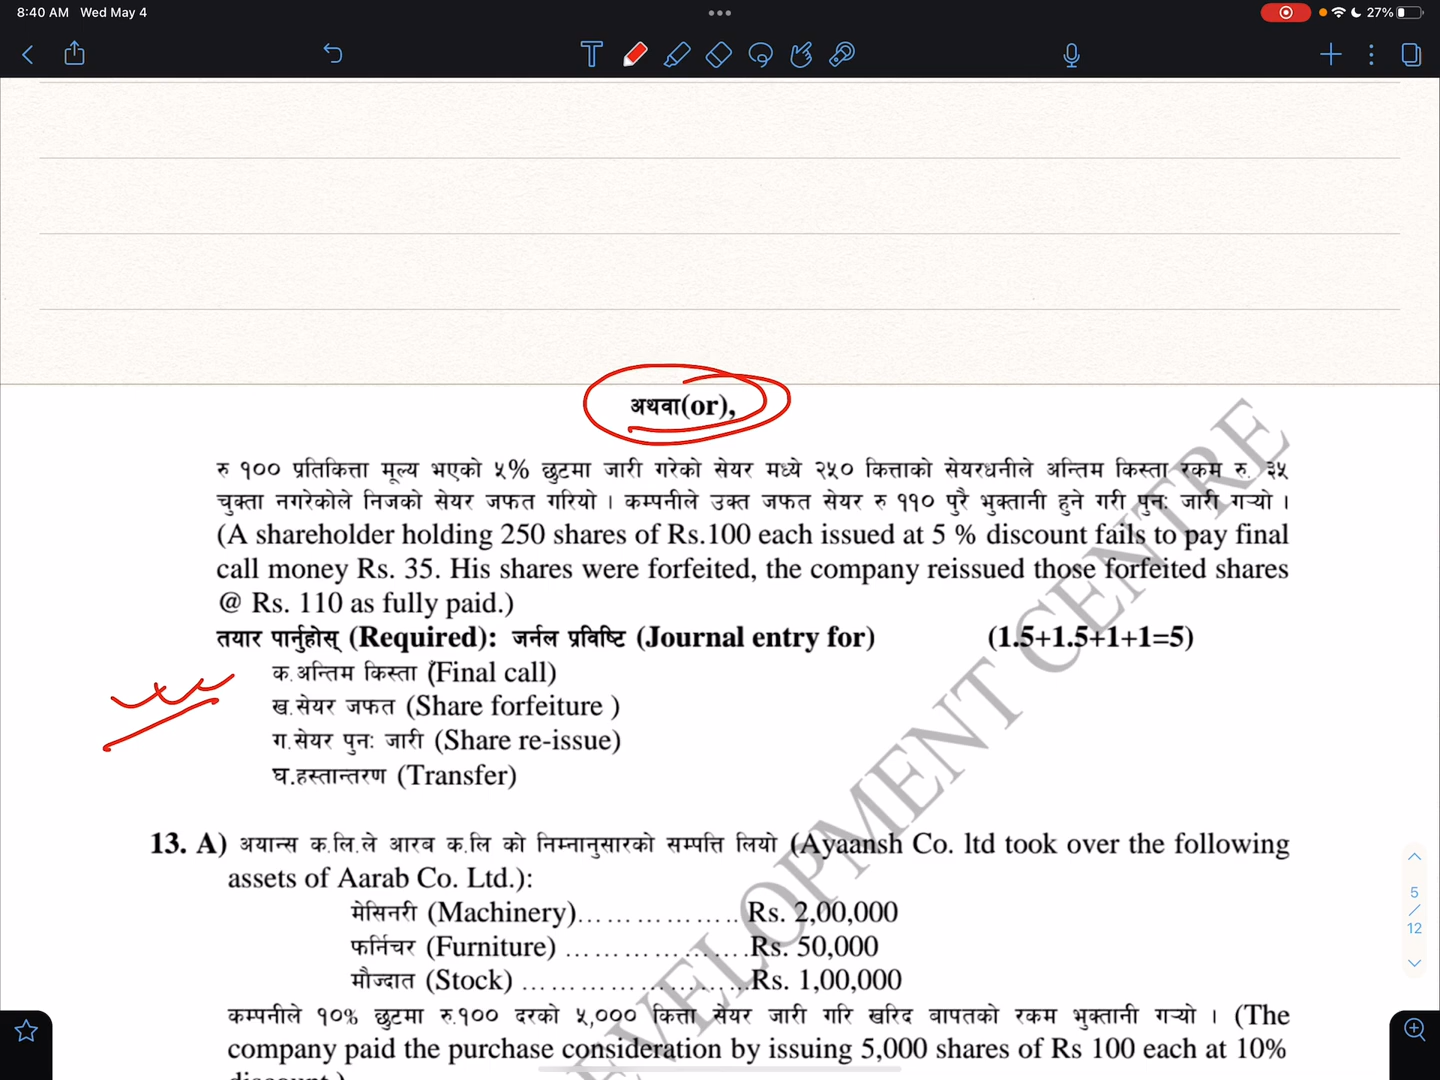 8:40 AM Wed May 4
27%
अथवा(or),
रु १०० प्रतिकित्ता मूल्य भएको ५% छुटमा जारी गरेको सेयर मध्ये २५० कित्ताको सेयरधनीले अन्तिम किस्ता रकम रु. ३५
चुक्ता नगरेकोले निजको सेयर जफत गरियो । कम्पनीले उक्त जफत सेयर रु ११० पुरै भुक्तानी हुने गरी पुनः जारी गर्‍यो ।
(A shareholder holding 250 shares of Rs.100 each issued at 5 % discount fails to pay final
call money Rs. 35. His shares were forfeited, the company reissued those forfeited shares
@ Rs. 110 as fully paid.)
तयार पार्नुहोस् (Required): जर्नल प्रविष्टि (Journal entry for) (1.5+1.5+1+1=5)
क.अन्तिम किस्ता (Final call)
ख.सेयर जफत (Share forfeiture )
ग.सेयर पुनः जारी (Share re-issue)
घ.हस्तान्तरण (Transfer)
13. A) अयान्स क.लि.ले आरब क.लि को निम्नानुसारको सम्पत्ति लियो (Ayaansh Co. ltd took over the following
assets of Aarab Co. Ltd.):
मेसिनरी (Machinery)……………….. Rs. 2,00,000
फर्निचर (Furniture) ………………….Rs. 50,000
मौज्दात (Stock) ……………………..Rs. 1,00,000
कम्पनीले १०% छुटमा रु.१०० दरको ५,००० कित्ता सेयर जारी गरि खरिद बापतको रकम भुक्तानी गर्‍यो । (The
company paid the purchase consideration by issuing 5,000 shares of Rs 100 each at 10%
5
/
12
DEVELOPMENT CENTRE